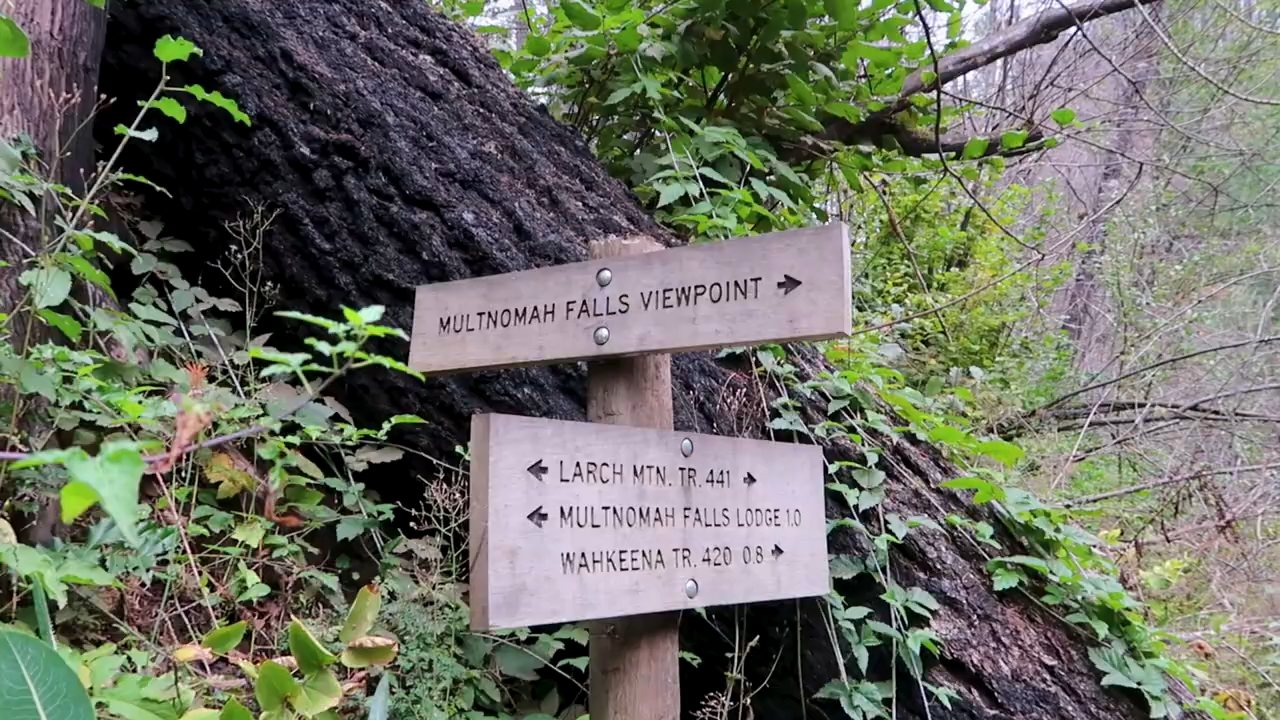 MULTNOMAH FALLS VIEWPOINT →
← LARCH MTN. TR. 441 →
← MULTNOMAH FALLS LODGE 1.0
WAHKEENA TR. 420 0.8 →